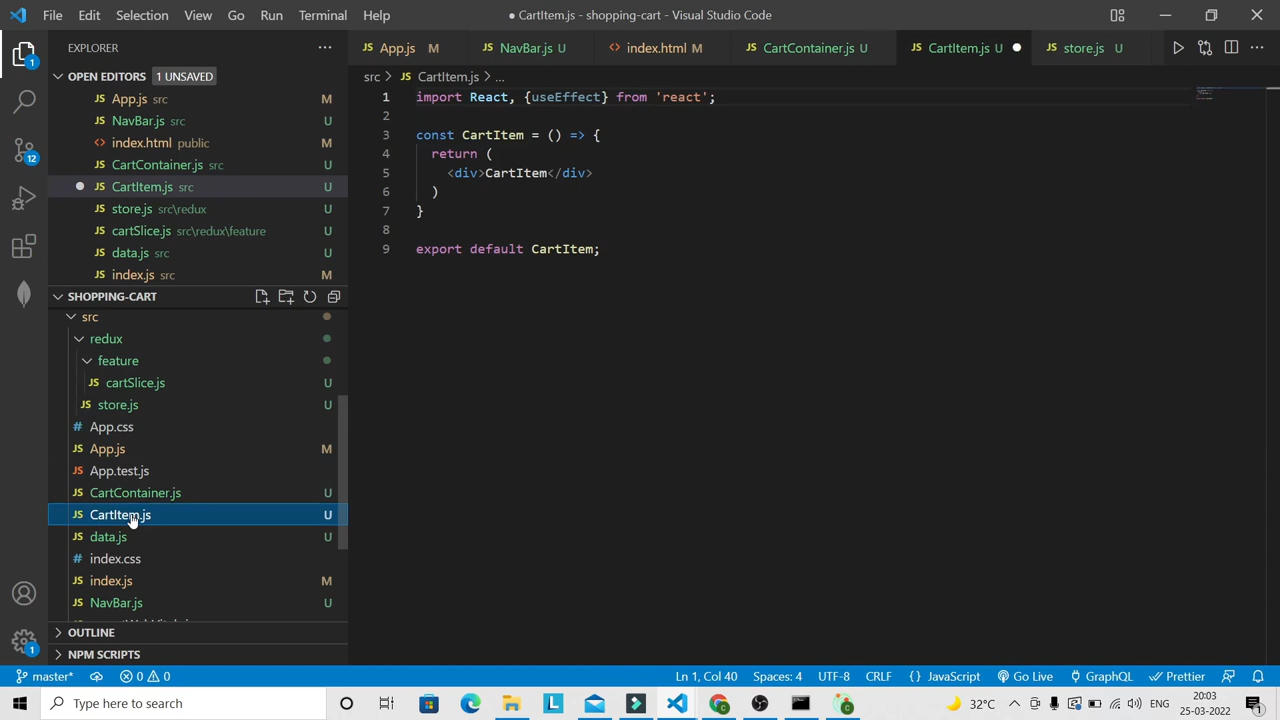 File Edit Selection View Go Run Terminal Help
● CartItem.js - shopping-cart - Visual Studio Code
EXPLORER
OPEN EDITORS 1 UNSAVED
JS App.js src M
JS NavBar.js src U
<> index.html public M
JS CartContainer.js src U
● JS CartItem.js src U
JS store.js src\redux U
JS cartSlice.js src\redux\feature U
JS data.js src U
JS index.js src M
SHOPPING-CART
src
redux
feature
JS cartSlice.js U
JS store.js U
# App.css
JS App.js M
JS App.test.js
JS CartContainer.js U
JS CartItem.js U
JS data.js U
# index.css
JS index.js M
JS NavBar.js U
OUTLINE
NPM SCRIPTS
JS App.js M JS NavBar.js U <> index.html M JS CartContainer.js U JS CartItem.js U ● JS store.js U
src > JS CartItem.js > ...
1 import React, {useEffect} from 'react';
2
3 const CartItem = () => {
4 return (
5 <div>CartItem</div>
6 )
7 }
8
9 export default CartItem;
1
12
1
master* 0 0 Ln 1, Col 40 Spaces: 4 UTF-8 CRLF {} JavaScript Go Live GraphQL Prettier
Type here to search
32°C ENG 20:03
25-03-2022
1